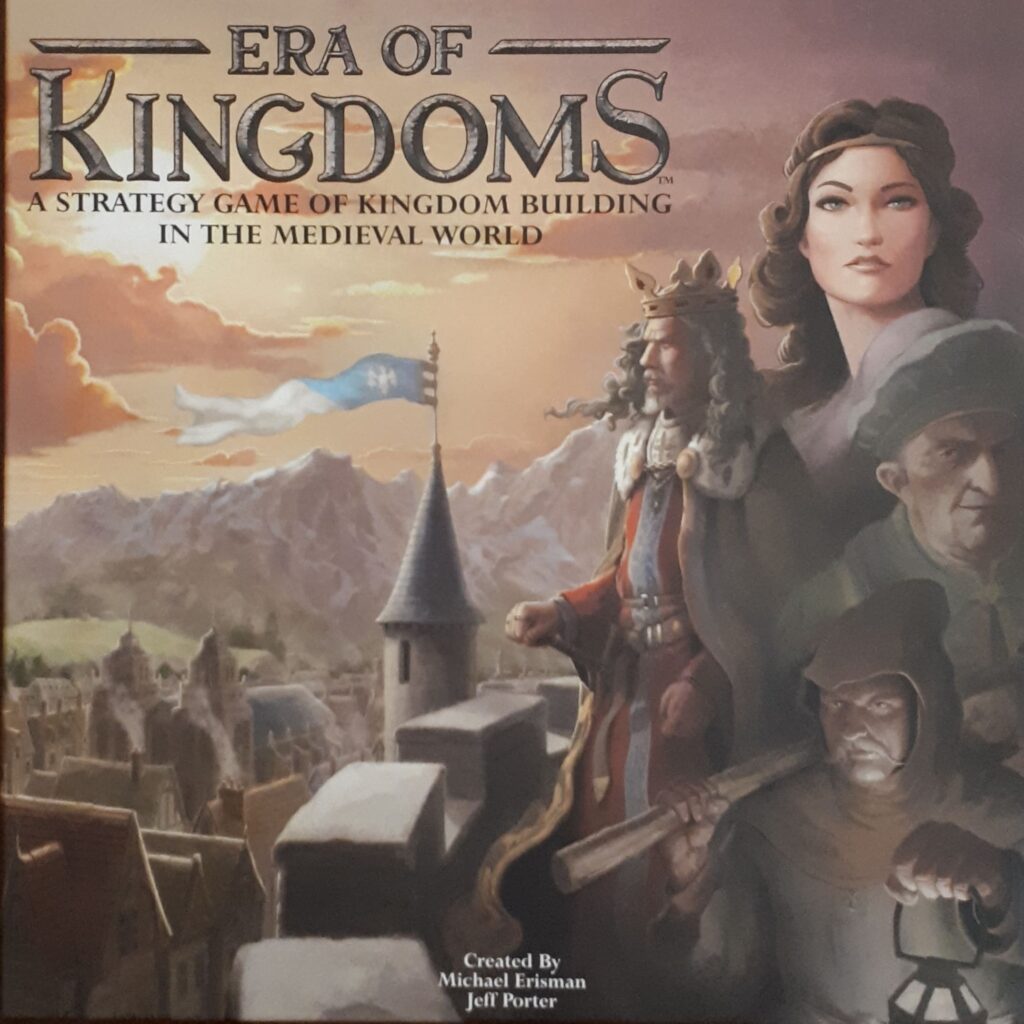 ERA OF
KINGDOMS™
A STRATEGY GAME OF KINGDOM BUILDING
IN THE MEDIEVAL WORLD
Created By
Michael Erisman
Jeff Porter